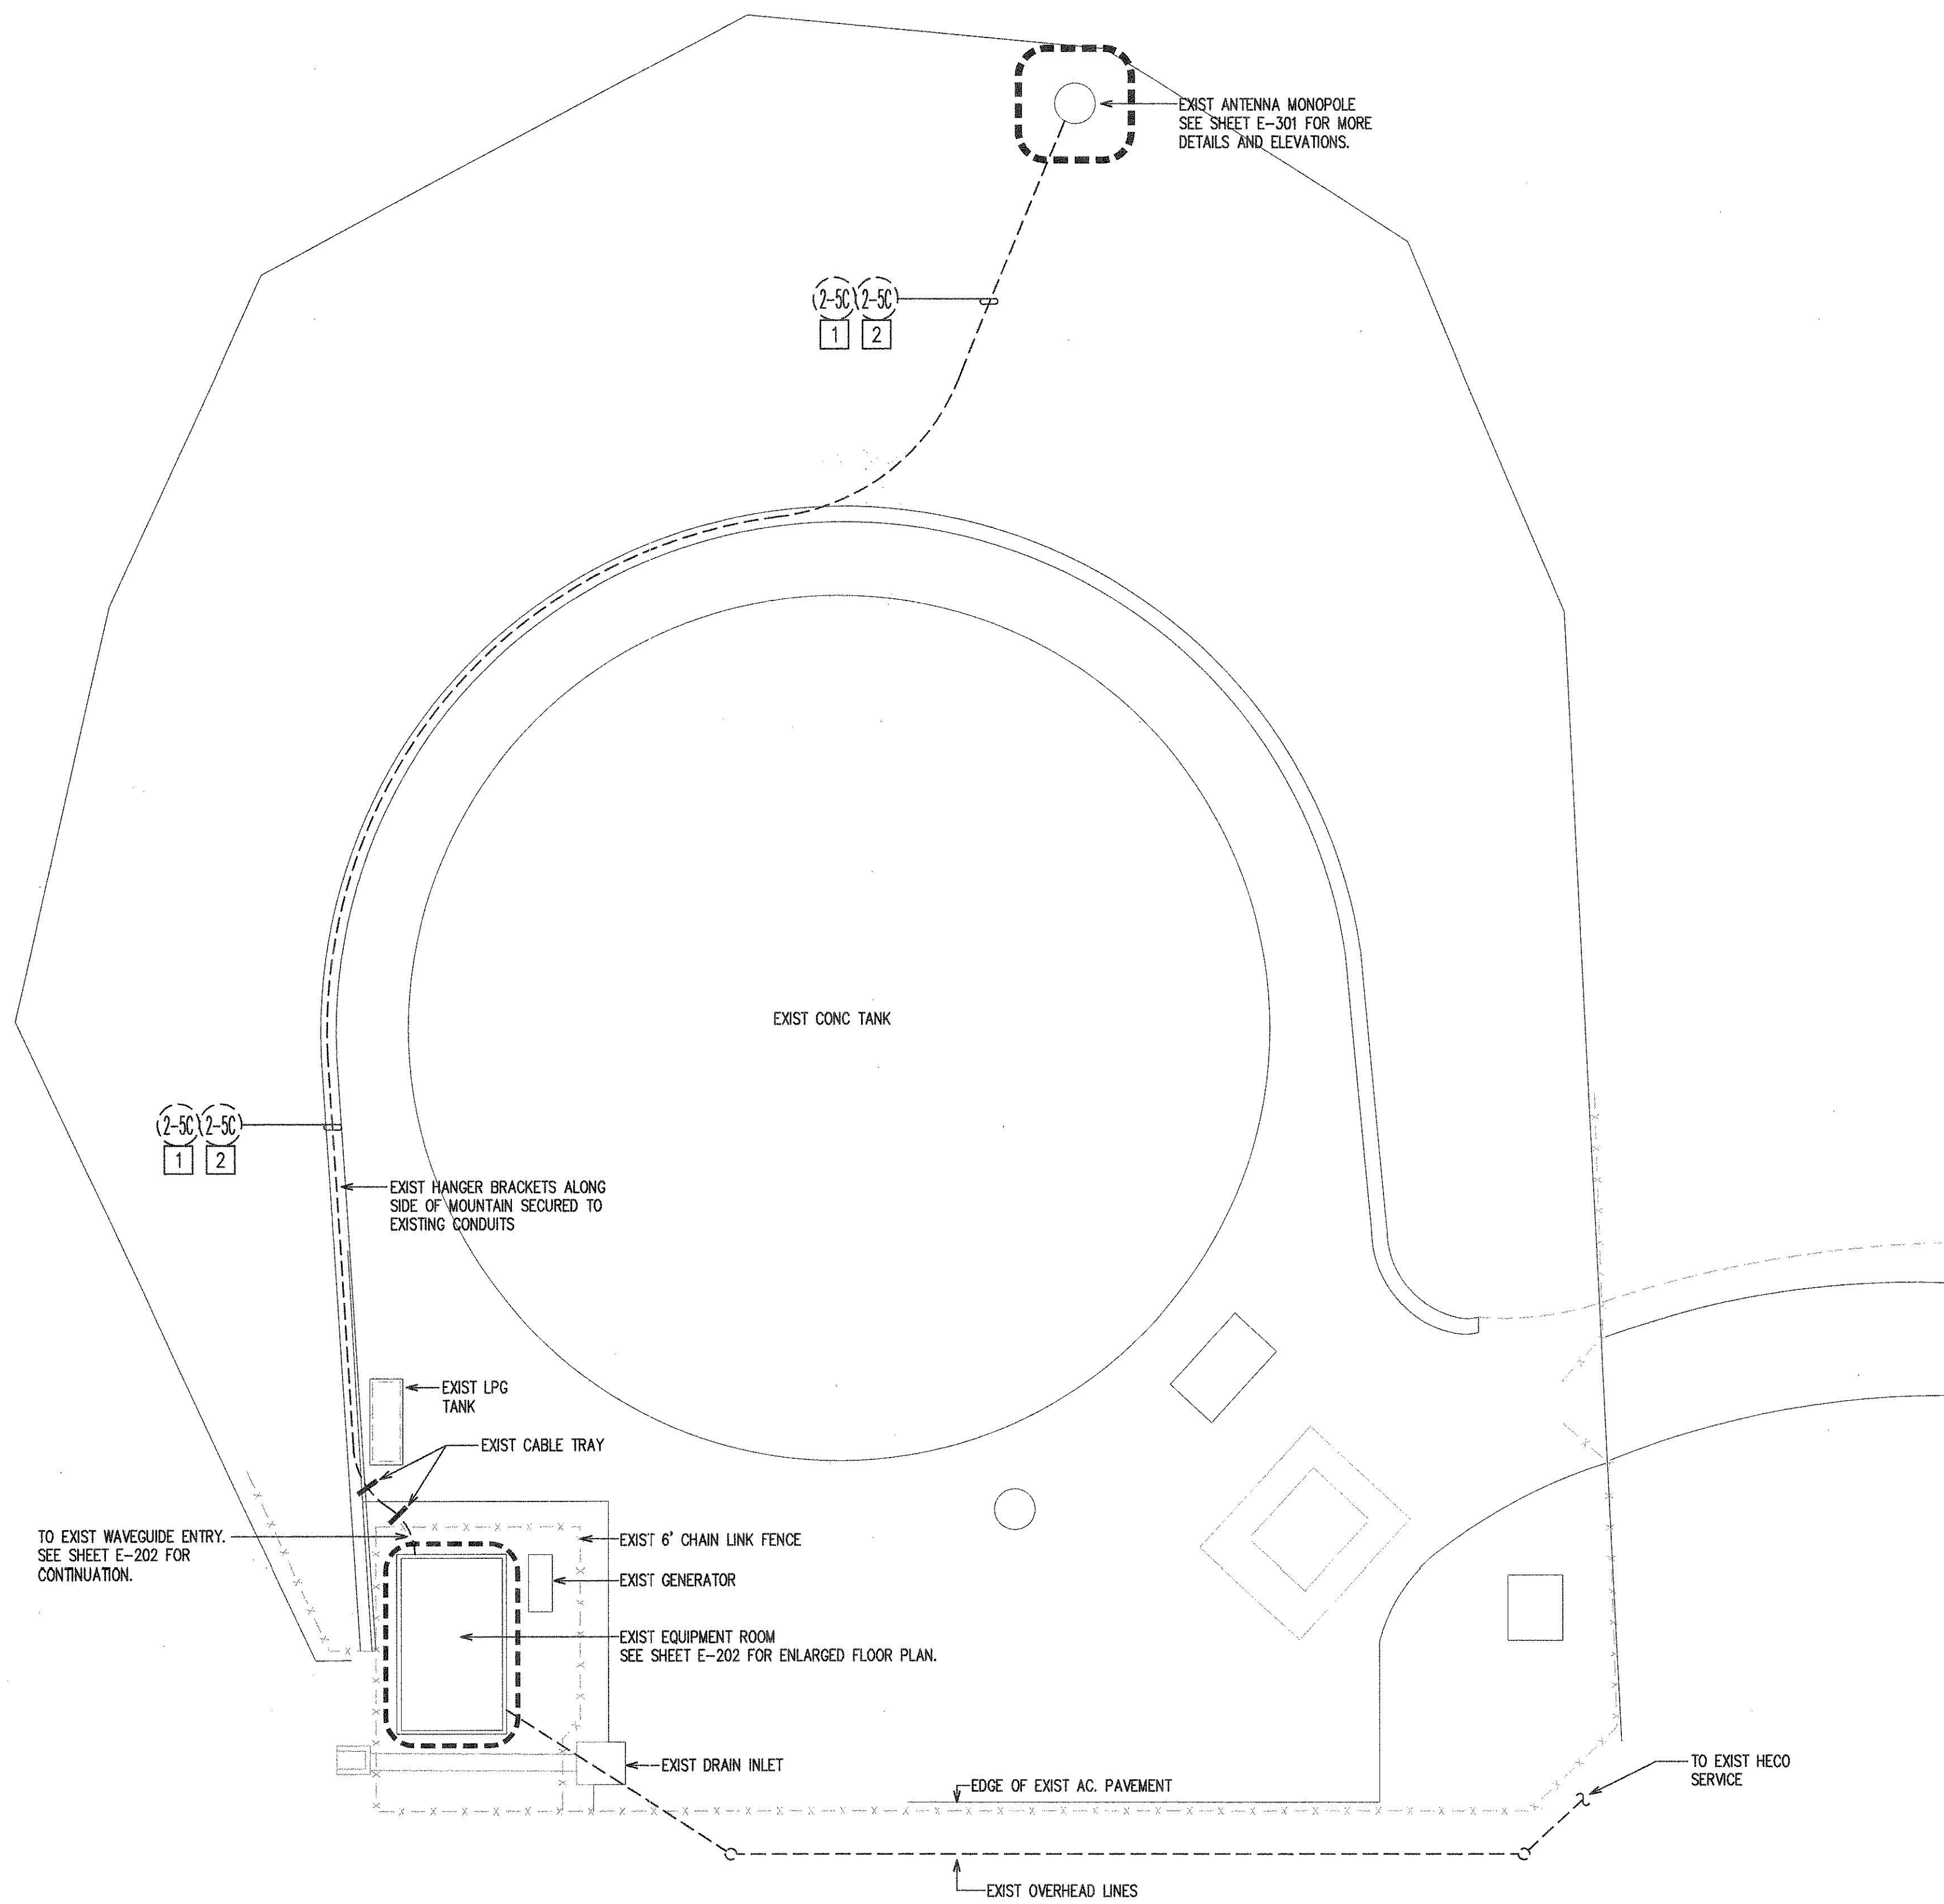 EXIST ANTENNA MONOPOLE
SEE SHEET E-301 FOR MORE
DETAILS AND ELEVATIONS.
2-5C 2-5C
1 2
EXIST CONC TANK
2-5C 2-5C
1 2
EXIST HANGER BRACKETS ALONG
SIDE OF MOUNTAIN SECURED TO
EXISTING CONDUITS
EXIST LPG
TANK
EXIST CABLE TRAY
TO EXIST WAVEGUIDE ENTRY.
SEE SHEET E-202 FOR
CONTINUATION.
EXIST 6' CHAIN LINK FENCE
EXIST GENERATOR
EXIST EQUIPMENT ROOM
SEE SHEET E-202 FOR ENLARGED FLOOR PLAN.
EXIST DRAIN INLET
EDGE OF EXIST AC. PAVEMENT
TO EXIST HECO
SERVICE
EXIST OVERHEAD LINES